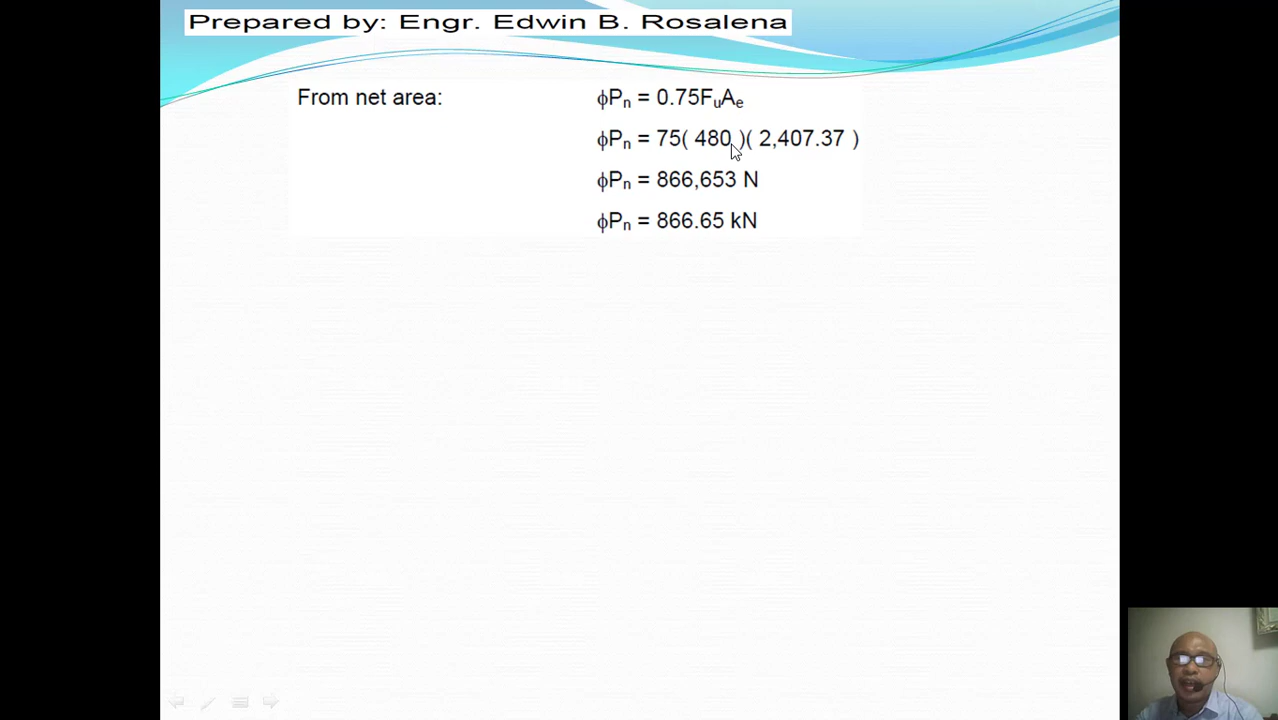 Prepared by: Engr. Edwin B. Rosalena
From net area: ϕPₙ = 0.75FᵤAₑ
ϕPₙ = 75( 480 )( 2,407.37 )
ϕPₙ = 866,653 N
ϕPₙ = 866.65 kN